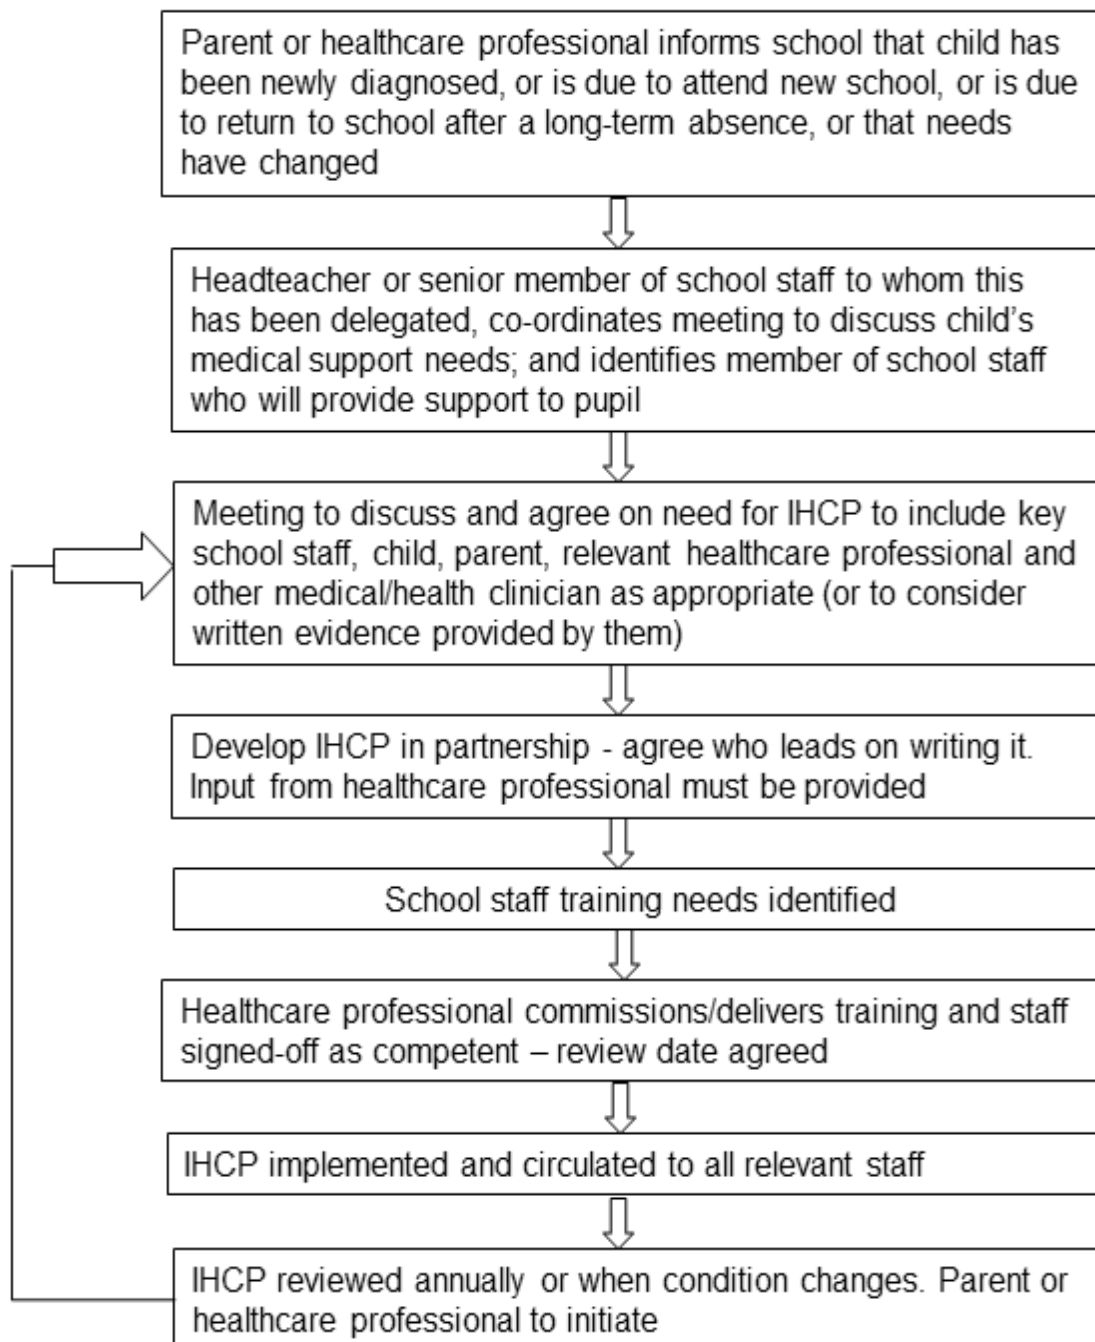 Parent or healthcare professional informs school that child has
been newly diagnosed, or is due to attend new school, or is due
to return to school after a long-term absence, or that needs
have changed
Headteacher or senior member of school staff to whom this
has been delegated, co-ordinates meeting to discuss child’s
medical support needs; and identifies member of school staff
who will provide support to pupil
Meeting to discuss and agree on need for IHCP to include key
school staff, child, parent, relevant healthcare professional and
other medical/health clinician as appropriate (or to consider
written evidence provided by them)
Develop IHCP in partnership - agree who leads on writing it.
Input from healthcare professional must be provided
School staff training needs identified
Healthcare professional commissions/delivers training and staff
signed-off as competent – review date agreed
IHCP implemented and circulated to all relevant staff
IHCP reviewed annually or when condition changes. Parent or
healthcare professional to initiate